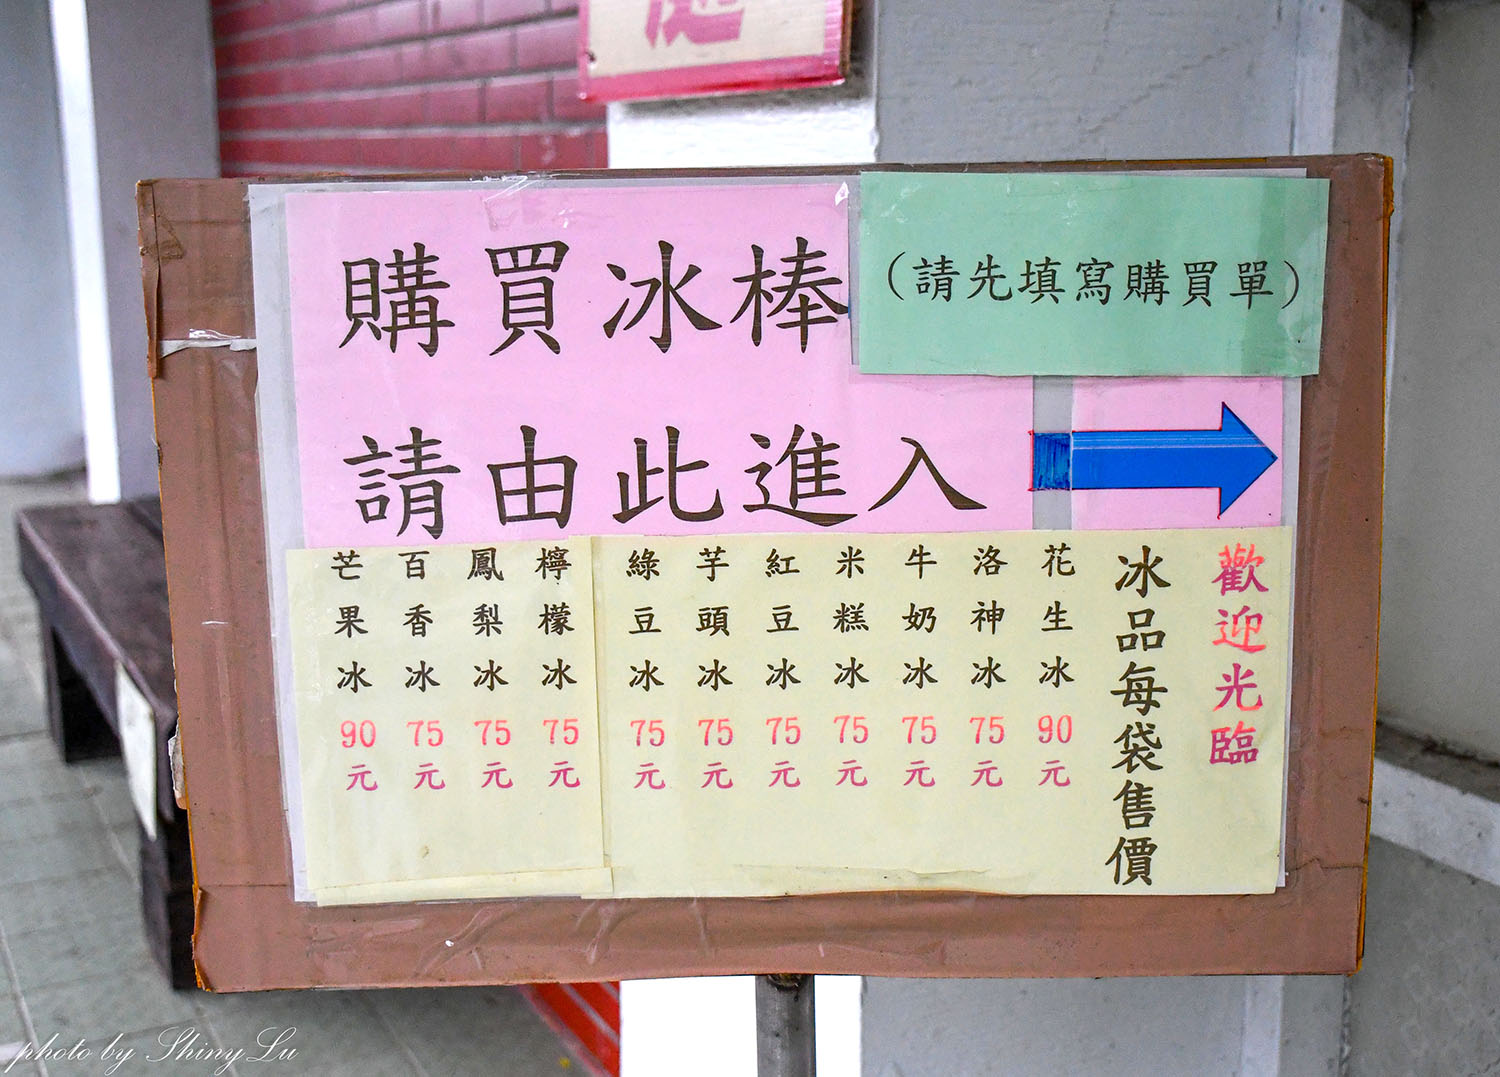 購買冰棒
(請先填寫購買單)
請由此進入
歡迎光臨
冰品每袋售價
花生冰 90元
洛神冰 75元
牛奶冰 75元
米糕冰 75元
紅豆冰 75元
芋頭冰 75元
綠豆冰 75元
檸檬冰 75元
鳳梨冰 75元
百香冰 75元
芒果冰 90元
photo by Shiny Lu